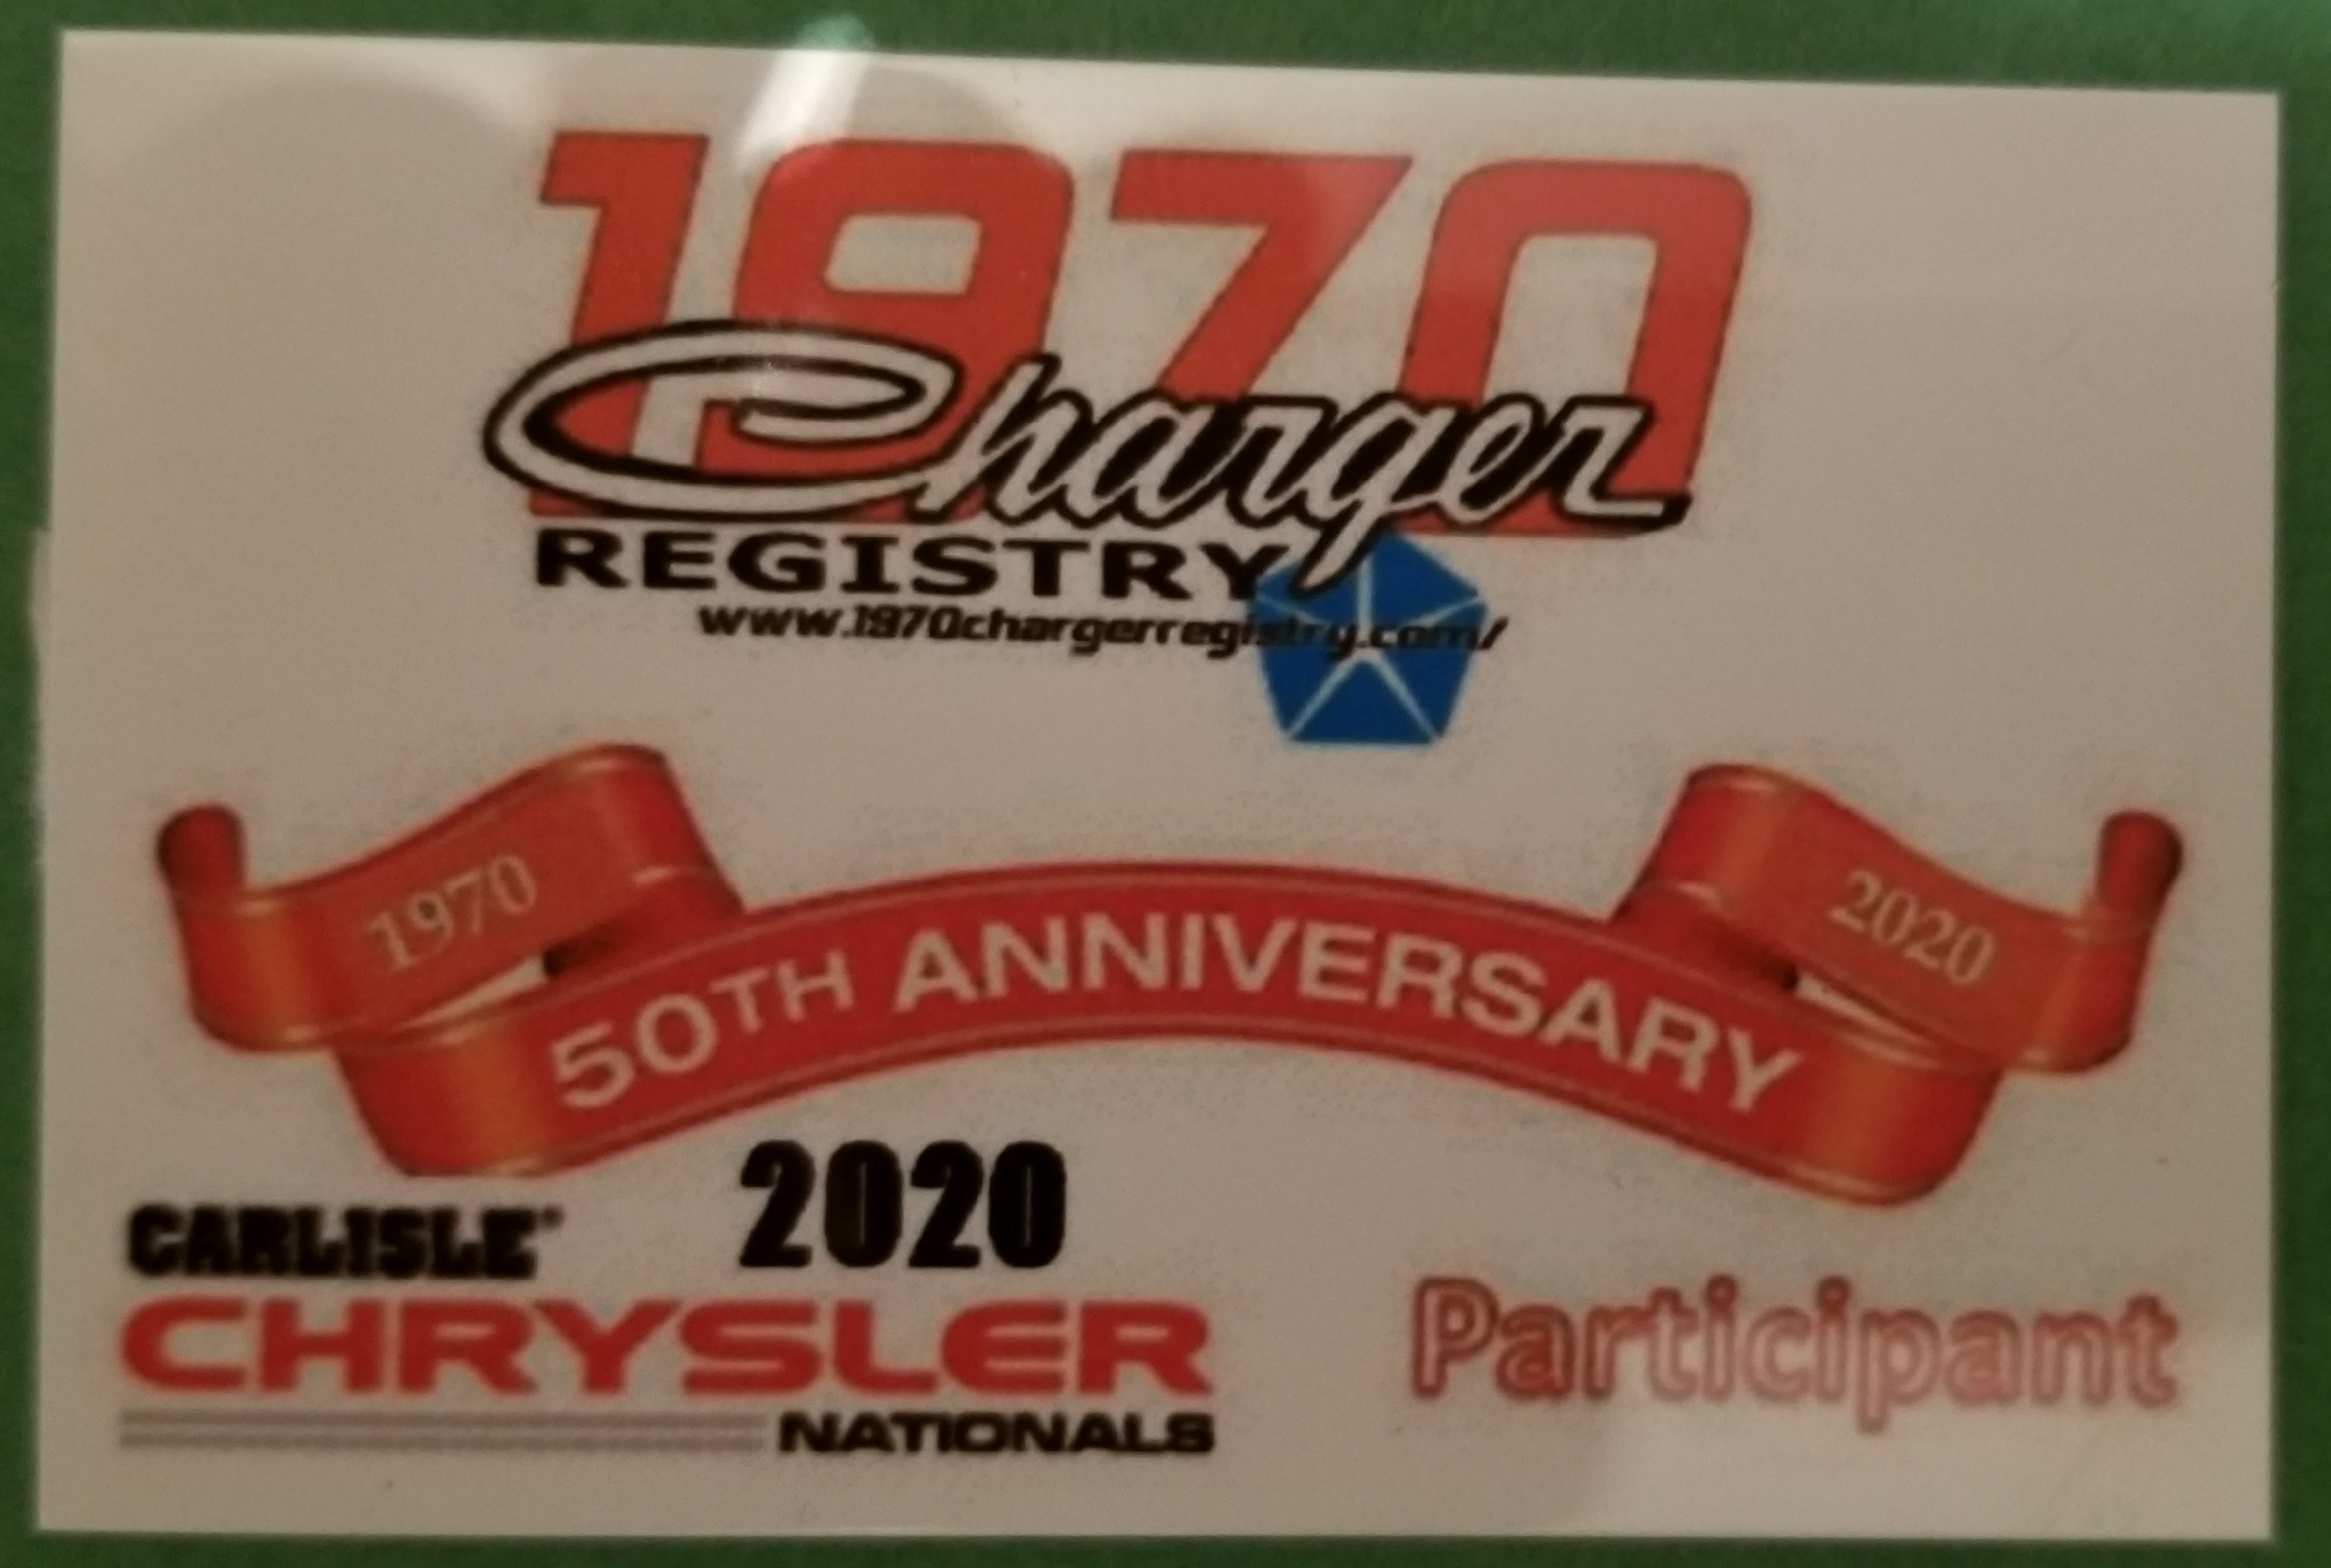 1970
Charger
REGISTRY
www.1970chargerregistry.com/
1970
50TH ANNIVERSARY
2020
2020
CARLISLE®
CHRYSLER
NATIONALS
Participant